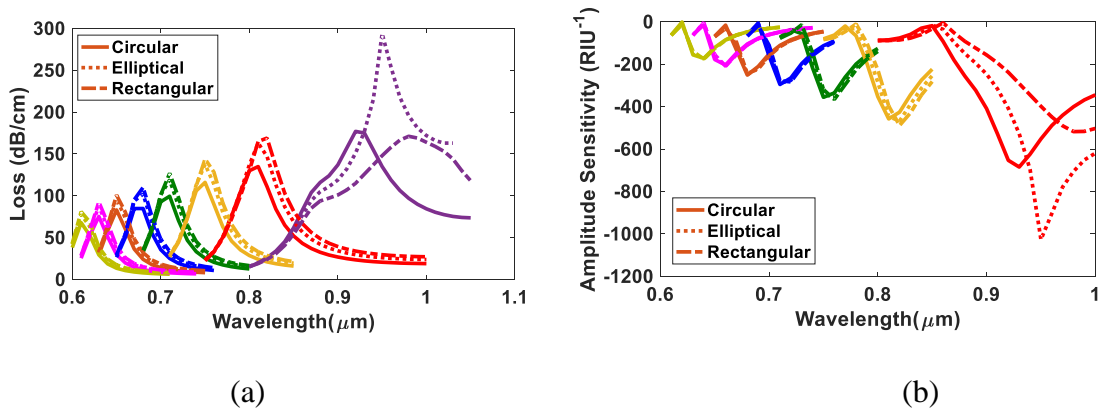 300
250
200
150
100
50
0
Loss (dB/cm)
Circular
Elliptical
Rectangular
0.6 0.7 0.8 0.9 1 1.1
Wavelength(μm)
(a)
0
-200
-400
-600
-800
-1000
-1200
Amplitude Sensitivity (RIU⁻¹)
Circular
Elliptical
Rectangular
0.6 0.7 0.8 0.9 1
Wavelength(μm)
(b)